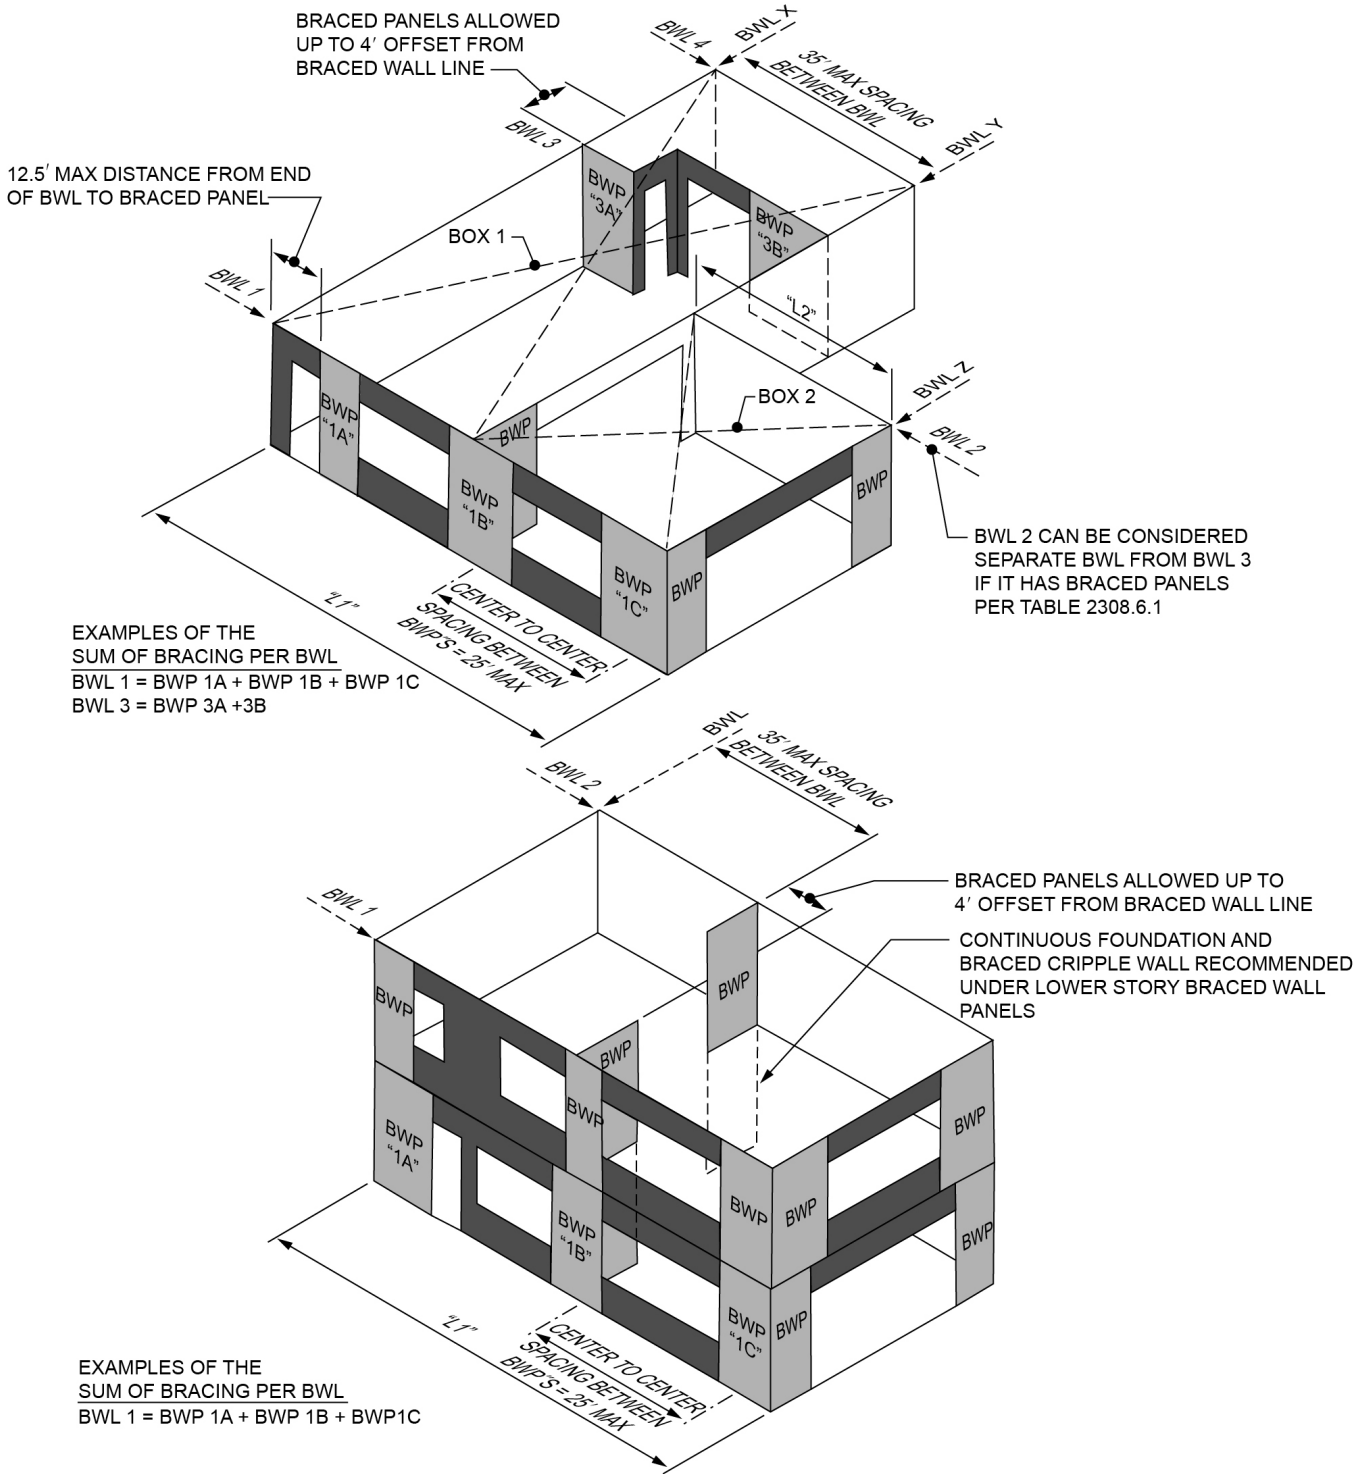 BRACED PANELS ALLOWED
UP TO 4′ OFFSET FROM
BRACED WALL LINE
BWL 4
BWL X
35′ MAX SPACING
BETWEEN BWL
BWL Y
BWL 3
12.5′ MAX DISTANCE FROM END
OF BWL TO BRACED PANEL
BWP
“3A”
BWP
“3B”
BOX 1
BWL 1
“L2”
BWL Z
BOX 2
BWL 2
BWP
“1A”
BWP
BWP
“1B”
BWP
BWP
“1C”
BWP
BWL 2 CAN BE CONSIDERED
SEPARATE BWL FROM BWL 3
IF IT HAS BRACED PANELS
PER TABLE 2308.6.1
“L1”
CENTER TO CENTER
SPACING BETWEEN
BWP'S = 25′ MAX
EXAMPLES OF THE
SUM OF BRACING PER BWL
BWL 1 = BWP 1A + BWP 1B + BWP 1C
BWL 3 = BWP 3A +3B
BWL
BWL 2
35′ MAX SPACING
BETWEEN BWL
BWL 1
BRACED PANELS ALLOWED UP TO
4′ OFFSET FROM BRACED WALL LINE
CONTINUOUS FOUNDATION AND
BRACED CRIPPLE WALL RECOMMENDED
UNDER LOWER STORY BRACED WALL
PANELS
BWP
BWP
BWP
BWP
BWP
BWP
BWP
BWP
“1A”
BWP
“1B”
BWP
BWP
“1C”
BWP
“L1”
CENTER TO CENTER
SPACING BETWEEN
BWP'S = 25′ MAX
EXAMPLES OF THE
SUM OF BRACING PER BWL
BWL 1 = BWP 1A + BWP 1B + BWP1C